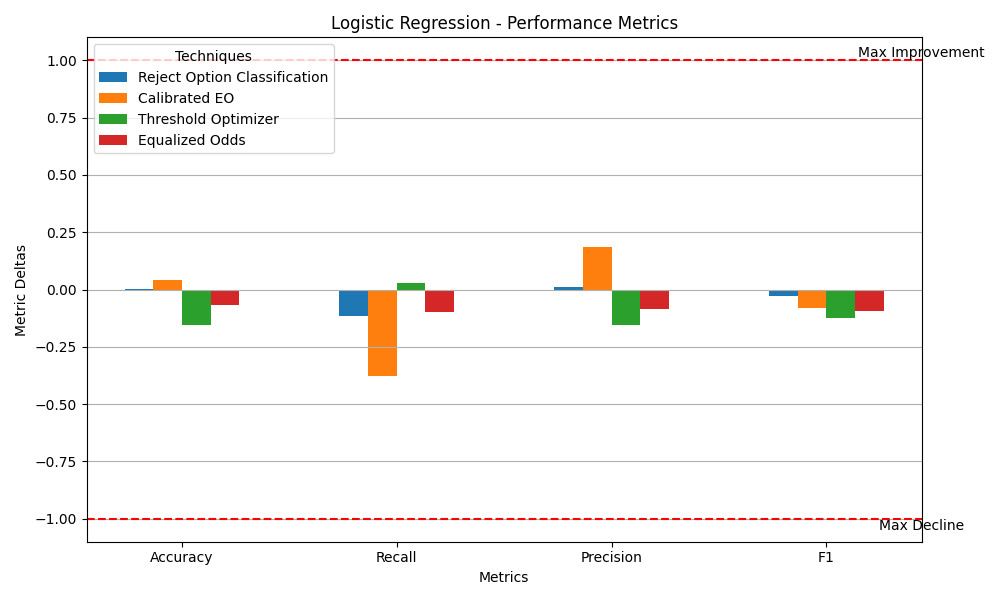 Logistic Regression - Performance Metrics
Max Improvement
Techniques
Reject Option Classification
Calibrated EO
Threshold Optimizer
Equalized Odds
Metric Deltas
1.00
0.75
0.50
0.25
0.00
−0.25
−0.50
−0.75
−1.00
Max Decline
Accuracy
Recall
Precision
F1
Metrics